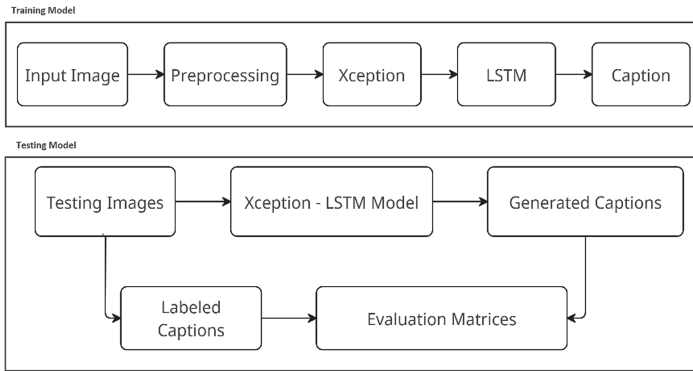 Training Model
Input Image
Preprocessing
Xception
LSTM
Caption
Testing Model
Testing Images
Xception - LSTM Model
Generated Captions
Labeled
Captions
Evaluation Matrices